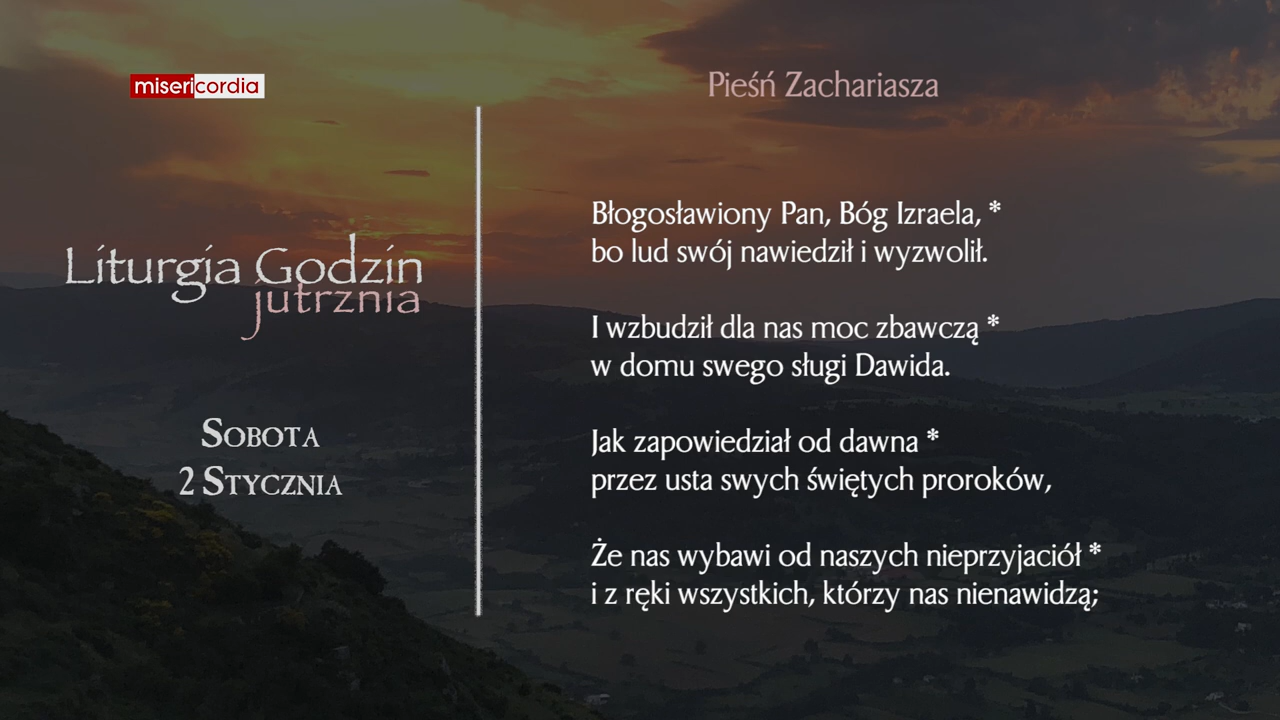 misericordia
Liturgia Godzin
jutrznia
Sobota
2 Stycznia
Pieśń Zachariasza
Błogosławiony Pan, Bóg Izraela, *
bo lud swój nawiedził i wyzwolił.
I wzbudził dla nas moc zbawczą *
w domu swego sługi Dawida.
Jak zapowiedział od dawna *
przez usta swych świętych proroków,
Że nas wybawi od naszych nieprzyjaciół *
i z ręki wszystkich, którzy nas nienawidzą;